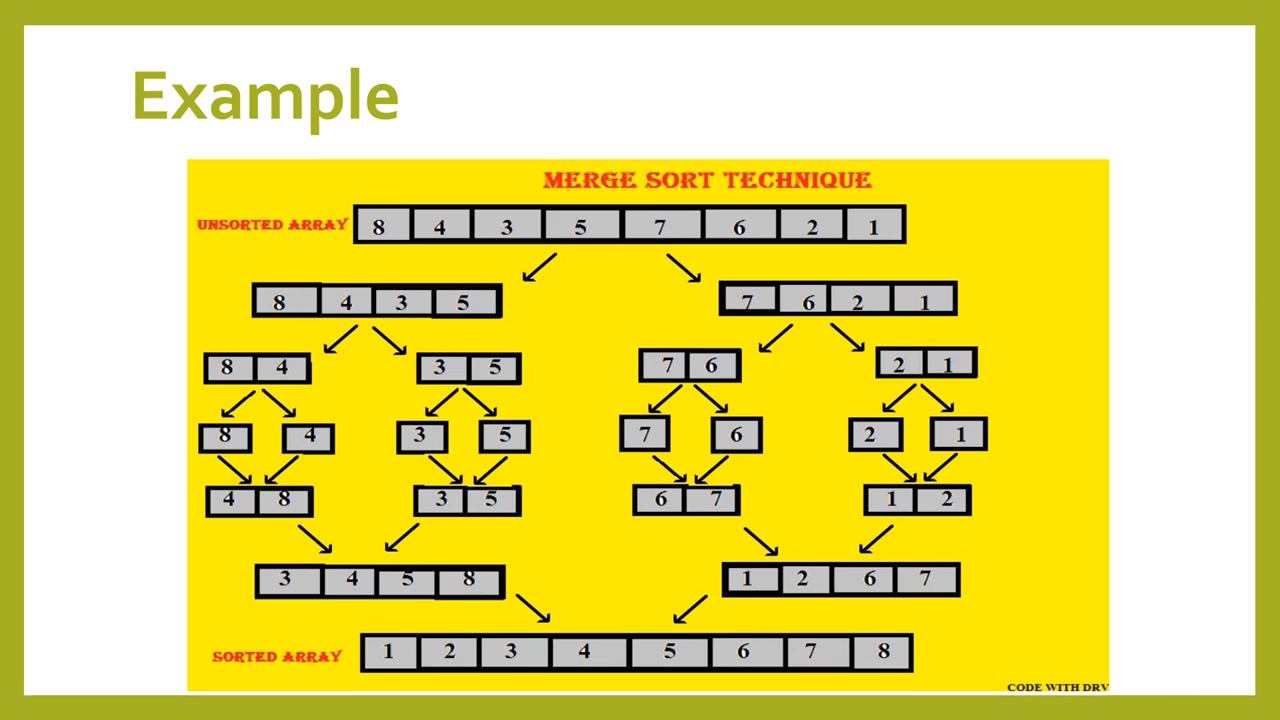 Example
MERGE SORT TECHNIQUE
UNSORTED ARRAY 8 4 3 5 7 6 2 1
8 4 3 5 7 6 2 1
8 4 3 5 7 6 2 1
8 4 3 5 7 6 2 1
4 8 3 5 6 7 1 2
3 4 5 8 1 2 6 7
SORTED ARRAY 1 2 3 4 5 6 7 8
CODE WITH DRV